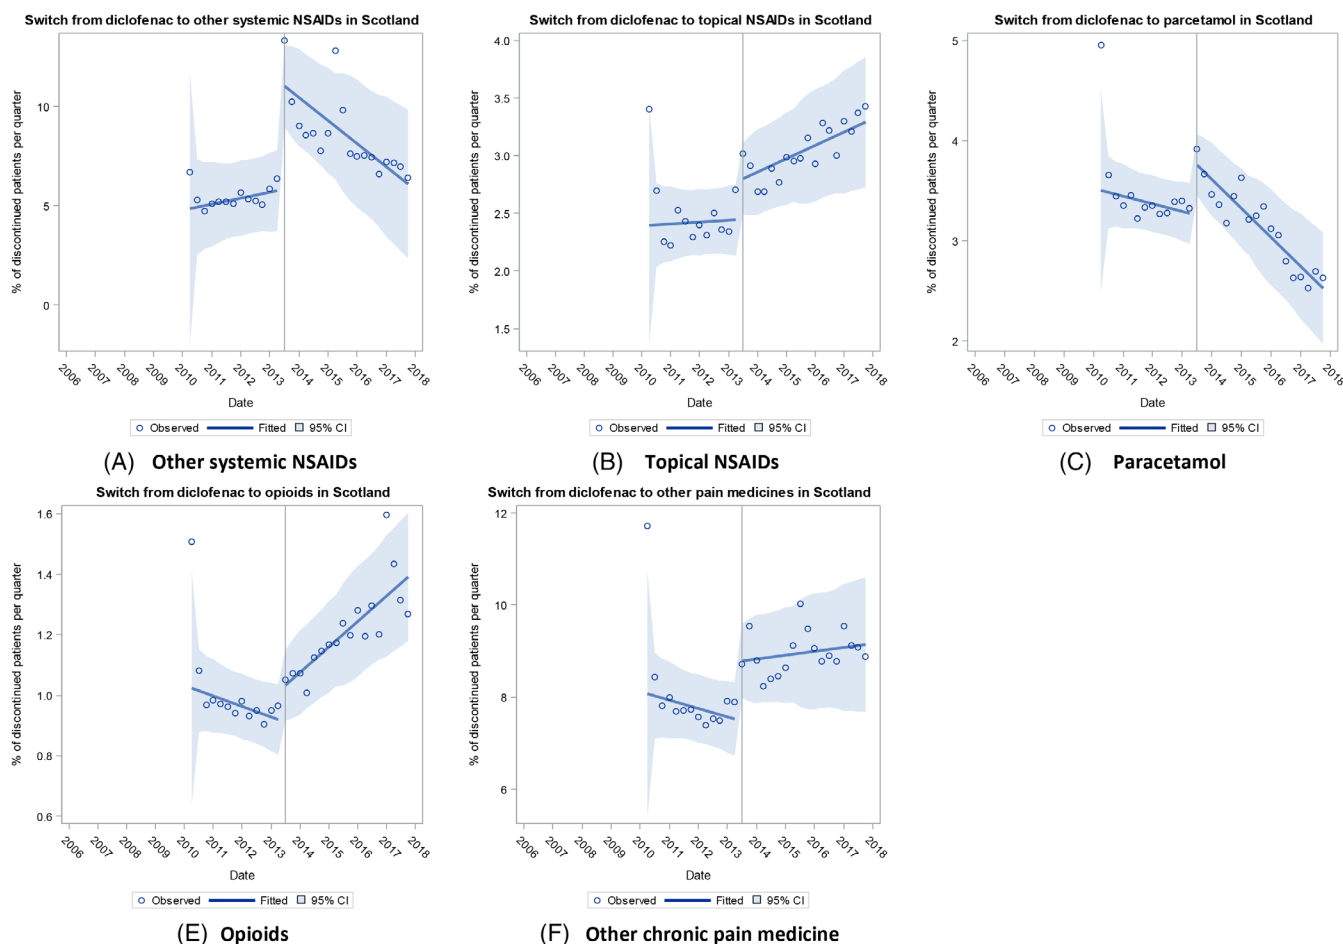 Switch from diclofenac to other systemic NSAIDs in Scotland
% of discontinued patients per quarter
10
5
0
2006 2007 2008 2009 2010 2011 2012 2013 2014 2015 2016 2017 2018
Date
Observed Fitted 95% CI
(A) Other systemic NSAIDs
Switch from diclofenac to topical NSAIDs in Scotland
% of discontinued patients per quarter
4.0
3.5
3.0
2.5
2.0
1.5
2006 2007 2008 2009 2010 2011 2012 2013 2014 2015 2016 2017 2018
Date
Observed Fitted 95% CI
(B) Topical NSAIDs
Switch from diclofenac to parcetamol in Scotland
% of discontinued patients per quarter
5
4
3
2
2006 2007 2008 2009 2010 2011 2012 2013 2014 2015 2016 2017 2018
Date
Observed Fitted 95% CI
(C) Paracetamol
Switch from diclofenac to opioids in Scotland
% of discontinued patients per quarter
1.6
1.4
1.2
1.0
0.8
0.6
2006 2007 2008 2009 2010 2011 2012 2013 2014 2015 2016 2017 2018
Date
Observed Fitted 95% CI
(E) Opioids
Switch from diclofenac to other pain medicines in Scotland
% of discontinued patients per quarter
12
10
8
6
2006 2007 2008 2009 2010 2011 2012 2013 2014 2015 2016 2017 2018
Date
Observed Fitted 95% CI
(F) Other chronic pain medicine